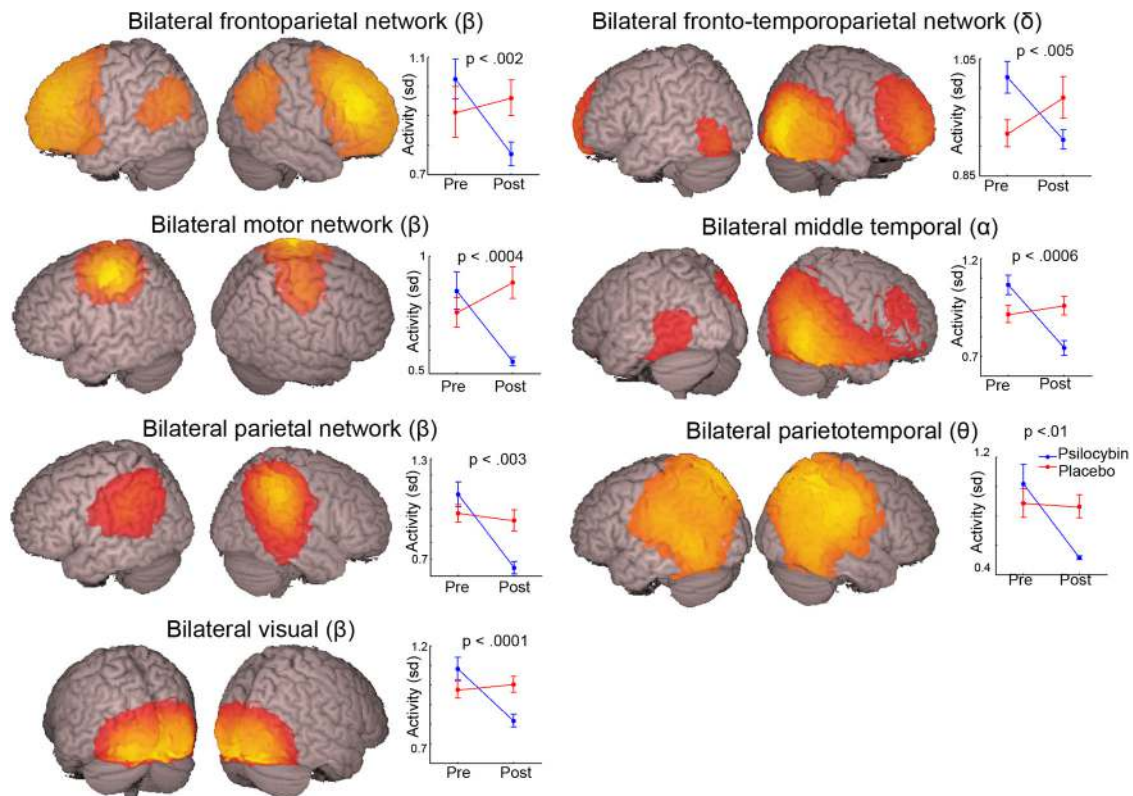 Bilateral frontoparietal network (β)
1.1
p < .002
Activity (sd)
0.7
Pre Post
Bilateral fronto-temporoparietal network (δ)
1.05
p < .005
Activity (sd)
0.85
Pre Post
Bilateral motor network (β)
1
p < .0004
Activity (sd)
0.5
Pre Post
Bilateral middle temporal (α)
1.2
p < .0006
Activity (sd)
0.7
Pre Post
Bilateral parietal network (β)
1.3
p < .003
Activity (sd)
0.7
Pre Post
Bilateral parietotemporal (θ)
p <.01
1.2
Psilocybin
Placebo
Activity (sd)
0.4
Pre Post
Bilateral visual (β)
1.2
p < .0001
Activity (sd)
0.7
Pre Post